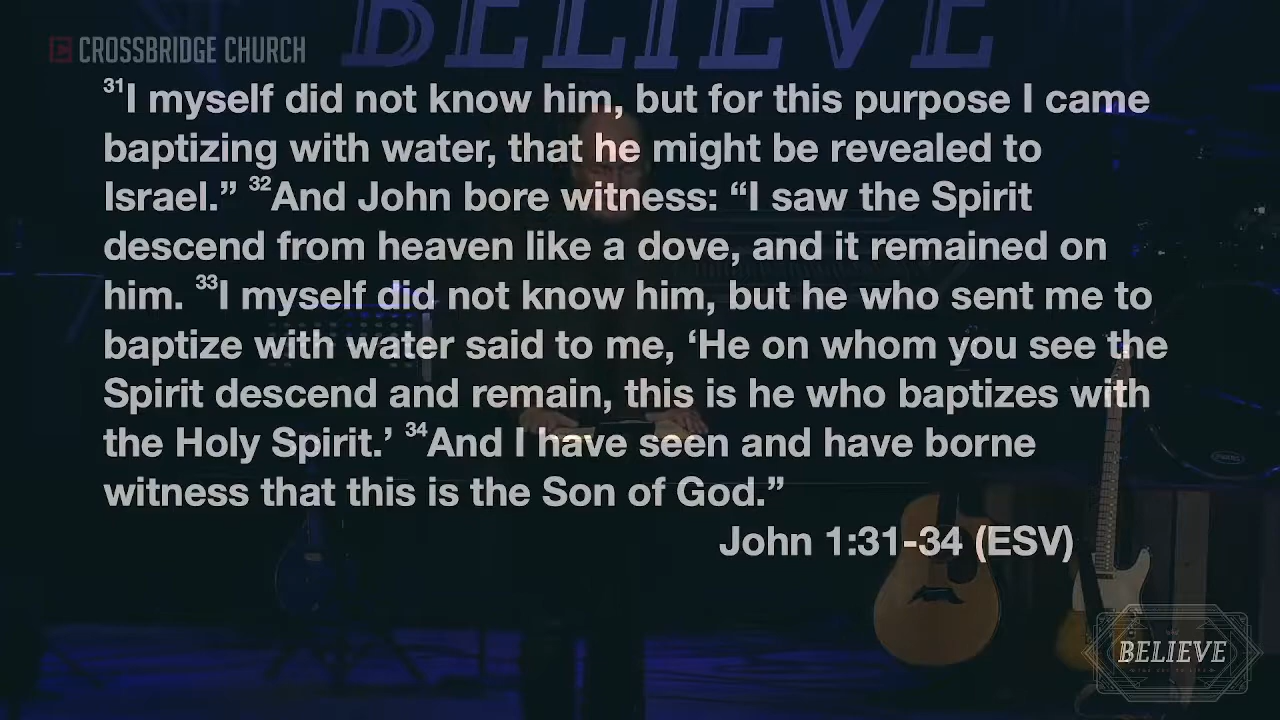 BELIEVE
CROSSBRIDGE CHURCH
31I myself did not know him, but for this purpose I came
baptizing with water, that he might be revealed to
Israel.” 32And John bore witness: “I saw the Spirit
descend from heaven like a dove, and it remained on
him. 33I myself did not know him, but he who sent me to
baptize with water said to me, ‘He on whom you see the
Spirit descend and remain, this is he who baptizes with
the Holy Spirit.’ 34And I have seen and have borne
witness that this is the Son of God.”
John 1:31-34 (ESV)
BELIEVE